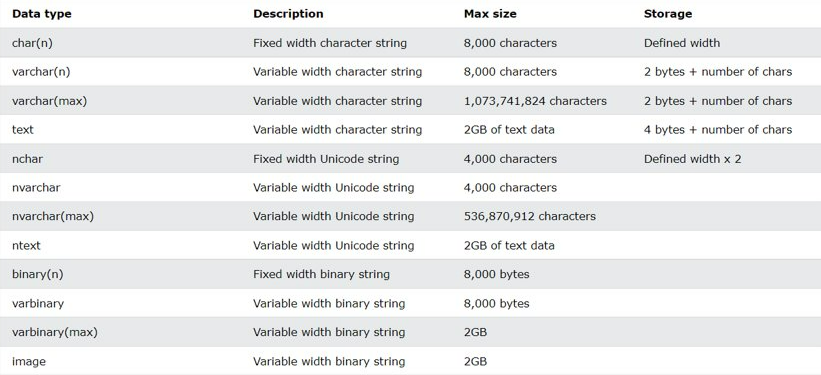 Data type Description Max size Storage
char(n) Fixed width character string 8,000 characters Defined width
varchar(n) Variable width character string 8,000 characters 2 bytes + number of chars
varchar(max) Variable width character string 1,073,741,824 characters 2 bytes + number of chars
text Variable width character string 2GB of text data 4 bytes + number of chars
nchar Fixed width Unicode string 4,000 characters Defined width x 2
nvarchar Variable width Unicode string 4,000 characters
nvarchar(max) Variable width Unicode string 536,870,912 characters
ntext Variable width Unicode string 2GB of text data
binary(n) Fixed width binary string 8,000 bytes
varbinary Variable width binary string 8,000 bytes
varbinary(max) Variable width binary string 2GB
image Variable width binary string 2GB